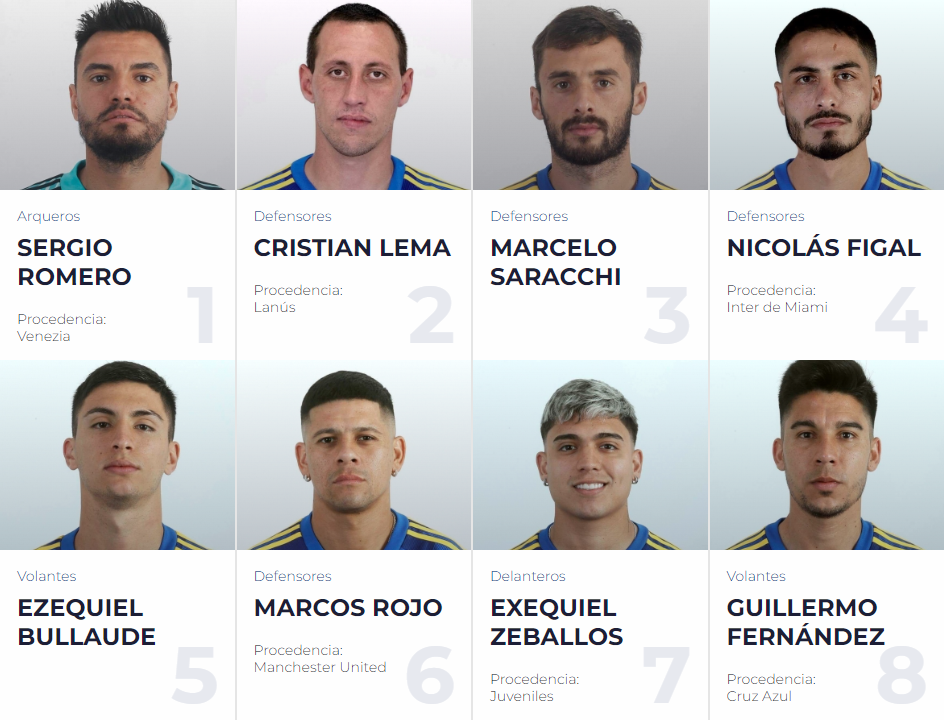 Arqueros
SERGIO
ROMERO
Procedencia:
Venezia
1
Defensores
CRISTIAN LEMA
Procedencia:
Lanús
2
Defensores
MARCELO
SARACCHI
3
Defensores
NICOLÁS FIGAL
Procedencia:
Inter de Miami
4
Volantes
EZEQUIEL
BULLAUDE
5
Defensores
MARCOS ROJO
Procedencia:
Manchester United
6
Delanteros
EXEQUIEL
ZEBALLOS
Procedencia:
Juveniles
7
Volantes
GUILLERMO
FERNÁNDEZ
Procedencia:
Cruz Azul
8